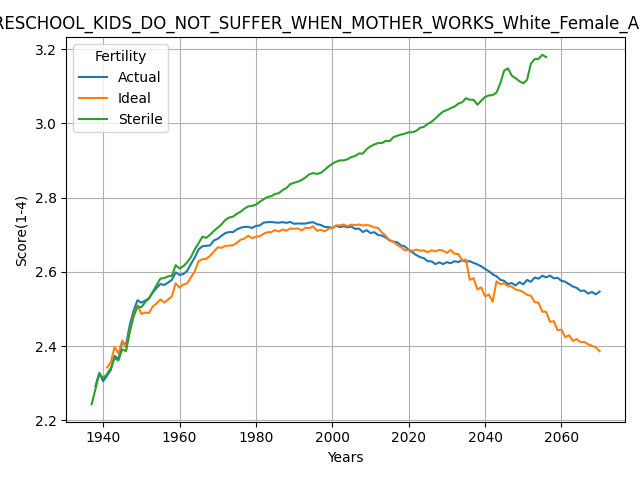 RESCHOOL_KIDS_DO_NOT_SUFFER_WHEN_MOTHER_WORKS_White_Female_A
Fertility
Actual
Ideal
Sterile
3.2
3.0
2.8
2.6
2.4
2.2
Score(1-4)
1940 1960 1980 2000 2020 2040 2060
Years